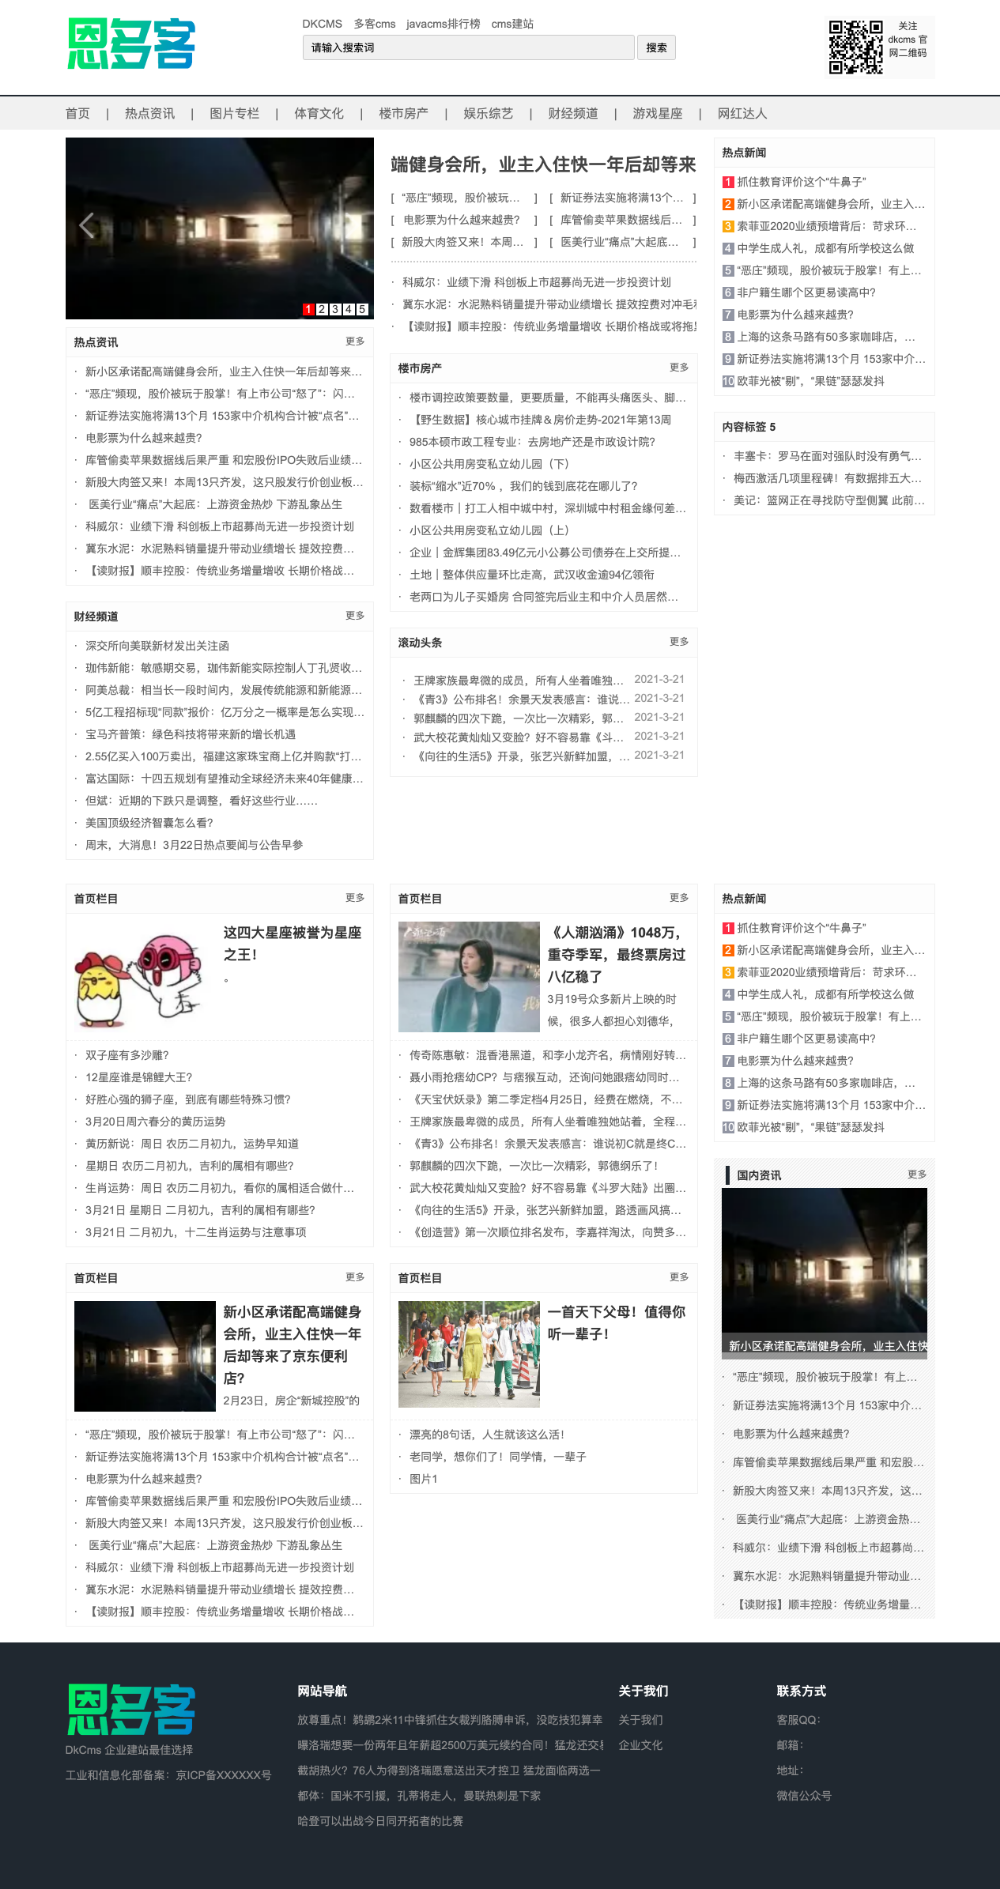 恩多客
DKCMS 多客cms javacms排行榜 cms建站
请输入搜索词 搜索
关注
dkcms 官
网二维码
首页 | 热点资讯 | 图片专栏 | 体育文化 | 楼市房产 | 娱乐综艺 | 财经频道 | 游戏星座 | 网红达人
1 2 3 4 5
热点资讯 更多
· 新小区承诺配高端健身会所，业主入住快一年后却等来...
· “恶庄”频现，股价被玩于股掌！有上市公司“怒了”：闪...
· 新证券法实施将满13个月 153家中介机构合计被“点名”...
· 电影票为什么越来越贵?
· 库管偷卖苹果数据线后果严重 和宏股份IPO失败后业绩...
· 新股大肉签又来！本周13只齐发，这只股发行价创业板...
· 医美行业“痛点”大起底：上游资金热炒 下游乱象丛生
· 科威尔：业绩下滑 科创板上市超募尚无进一步投资计划
· 冀东水泥：水泥熟料销量提升带动业绩增长 提效控费...
· 【读财报】顺丰控股：传统业务增量增收 长期价格战...
财经频道 更多
· 深交所向美联新材发出关注函
· 珈伟新能：敏感期交易，珈伟新能实际控制人丁孔贤收...
· 阿美总裁：相当长一段时间内，发展传统能源和新能源...
· 5亿工程招标现“同款”报价：亿万分之一概率是怎么实现...
· 宝马齐普策：绿色科技将带来新的增长机遇
· 2.55亿买入100万卖出，福建这家珠宝商上亿并购款“打...
· 富达国际：十四五规划有望推动全球经济未来40年健康...
· 但斌：近期的下跌只是调整，看好这些行业……
· 美国顶级经济智囊怎么看?
· 周末，大消息！3月22日热点要闻与公告早参
端健身会所，业主入住快一年后却等来
[ “恶庄”频现，股价被玩... ] [ 新证券法实施将满13个... ]
[ 电影票为什么越来越贵? ] [ 库管偷卖苹果数据线后... ]
[ 新股大肉签又来！本周... ] [ 医美行业“痛点”大起底... ]
· 科威尔：业绩下滑 科创板上市超募尚无进一步投资计划
· 冀东水泥：水泥熟料销量提升带动业绩增长 提效控费对冲毛利
· 【读财报】顺丰控股：传统业务增量增收 长期价格战或将拖累
楼市房产 更多
· 楼市调控政策要数量，更要质量，不能再头痛医头、脚...
· 【野生数据】核心城市挂牌＆房价走势-2021年第13周
· 985本硕市政工程专业：去房地产还是市政设计院?
· 小区公共用房变私立幼儿园（下）
· 装标“缩水”近70%，我们的钱到底花在哪儿了?
· 数看楼市｜打工人相中城中村，深圳城中村租金缘何差...
· 小区公共用房变私立幼儿园（上）
· 企业｜金辉集团83.49亿元小公募公司债券在上交所提...
· 土地｜整体供应量环比走高，武汉收金逾94亿领衔
· 老两口为儿子买婚房 合同签完后业主和中介人员居然...
滚动头条 更多
· 王牌家族最卑微的成员，所有人坐着唯独... 2021-3-21
· 《青3》公布排名！余景天发表感言：谁说... 2021-3-21
· 郭麒麟的四次下跪，一次比一次精彩，郭... 2021-3-21
· 武大校花黄灿灿又变脸？好不容易靠《斗... 2021-3-21
· 《向往的生活5》开录，张艺兴新鲜加盟，... 2021-3-21
热点新闻
1 抓住教育评价这个“牛鼻子”
2 新小区承诺配高端健身会所，业主入...
3 索菲亚2020业绩预增背后：苛求环...
4 中学生成人礼，成都有所学校这么做
5 “恶庄”频现，股价被玩于股掌！有上...
6 非户籍生哪个区更易读高中?
7 电影票为什么越来越贵?
8 上海的这条马路有50多家咖啡店，...
9 新证券法实施将满13个月 153家中介...
10 欧菲光被“剔”，“果链”瑟瑟发抖
内容标签 5
· 丰塞卡：罗马在面对强队时没有勇气...
· 梅西激活几项里程碑！有数据排五大...
· 美记：篮网正在寻找防守型侧翼 此前...
首页栏目 更多
这四大星座被誉为星座
之王！
。
· 双子座有多沙雕?
· 12星座谁是锦鲤大王?
· 好胜心强的狮子座，到底有哪些特殊习惯?
· 3月20日周六春分的黄历运势
· 黄历新说：周日 农历二月初九，运势早知道
· 星期日 农历二月初九，吉利的属相有哪些?
· 生肖运势：周日 农历二月初九，看你的属相适合做什...
· 3月21日 星期日 二月初九，吉利的属相有哪些?
· 3月21日 二月初九，十二生肖运势与注意事项
首页栏目 更多
《人潮汹涌》1048万，
重夺季军，最终票房过
八亿稳了
3月19号众多新片上映的时
候，很多人都担心刘德华，
· 传奇陈惠敏：混香港黑道，和李小龙齐名，病情刚好转...
· 聂小雨抢痞幼CP？与痞猴互动，还询问她跟痞幼同时...
· 《天宝伏妖录》第二季定档4月25日，经费在燃烧，不...
· 王牌家族最卑微的成员，所有人坐着唯独她站着，全程...
· 《青3》公布排名！余景天发表感言：谁说初C就是终C...
· 郭麒麟的四次下跪，一次比一次精彩，郭德纲乐了！
· 武大校花黄灿灿又变脸？好不容易靠《斗罗大陆》出圈...
· 《向往的生活5》开录，张艺兴新鲜加盟，路透画风搞...
· 《创造营》第一次顺位排名发布，李嘉祥淘汰，向赞多...
热点新闻
1 抓住教育评价这个“牛鼻子”
2 新小区承诺配高端健身会所，业主入...
3 索菲亚2020业绩预增背后：苛求环...
4 中学生成人礼，成都有所学校这么做
5 “恶庄”频现，股价被玩于股掌！有上...
6 非户籍生哪个区更易读高中?
7 电影票为什么越来越贵?
8 上海的这条马路有50多家咖啡店，...
9 新证券法实施将满13个月 153家中介...
10 欧菲光被“剔”，“果链”瑟瑟发抖
首页栏目 更多
新小区承诺配高端健身
会所，业主入住快一年
后却等来了京东便利
店？
2月23日，房企“新城控股”的
· “恶庄”频现，股价被玩于股掌！有上市公司“怒了”：闪...
· 新证券法实施将满13个月 153家中介机构合计被“点名”...
· 电影票为什么越来越贵?
· 库管偷卖苹果数据线后果严重 和宏股份IPO失败后业绩...
· 新股大肉签又来！本周13只齐发，这只股发行价创业板...
· 医美行业“痛点”大起底：上游资金热炒 下游乱象丛生
· 科威尔：业绩下滑 科创板上市超募尚无进一步投资计划
· 冀东水泥：水泥熟料销量提升带动业绩增长 提效控费...
· 【读财报】顺丰控股：传统业务增量增收 长期价格战...
首页栏目 更多
一首天下父母！值得你
听一辈子！
· 漂亮的8句话，人生就该这么活！
· 老同学，想你们了！同学情，一辈子
· 图片1
国内资讯 更多
新小区承诺配高端健身会所，业主入住快
· “恶庄”频现，股价被玩于股掌！有上...
· 新证券法实施将满13个月 153家中介...
· 电影票为什么越来越贵?
· 库管偷卖苹果数据线后果严重 和宏股...
· 新股大肉签又来！本周13只齐发，这...
· 医美行业“痛点”大起底：上游资金热...
· 科威尔：业绩下滑 科创板上市超募尚...
· 冀东水泥：水泥熟料销量提升带动业...
· 【读财报】顺丰控股：传统业务增量...
恩多客
DkCms 企业建站最佳选择
工业和信息化部备案：京ICP备XXXXXX号
网站导航
放尊重点！鹈鹕2米11中锋抓住女裁判胳膊申诉，没吃技犯算幸
曝洛瑞想要一份两年且年薪超2500万美元续约合同！猛龙还交易
截胡热火？76人为得到洛瑞愿意送出天才控卫 猛龙面临两选一
都体：国米不引援，孔蒂将走人，曼联热刺是下家
哈登可以出战今日同开拓者的比赛
关于我们
关于我们
企业文化
联系方式
客服QQ：
邮箱：
地址：
微信公众号